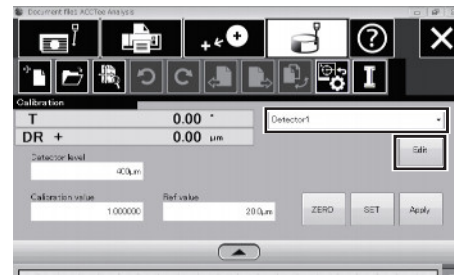 Document files ACCTee Analysis
Calibration
T 0.00 °
DR + 0.00 μm
Detector1
Edit
Detector level
400μm
Calibration value Ref value
1.000000 20.0μm
ZERO SET Apply